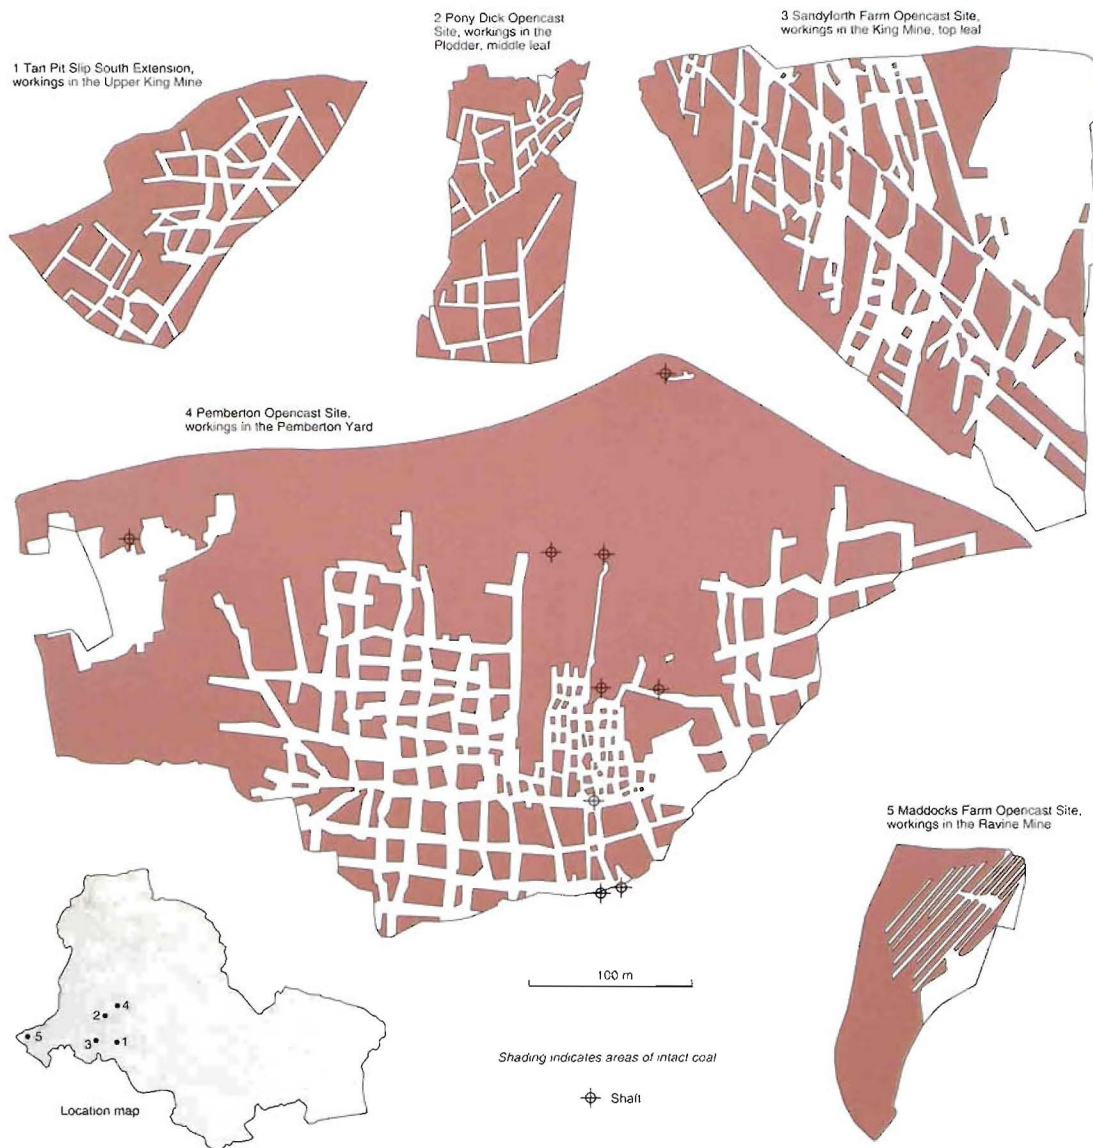 1 Tan Pit Slip South Extension,
workings in the Upper King Mine
2 Pony Dick Opencast
Site, workings in the
Plodder, middle leaf
3 Sandyforth Farm Opencast Site,
workings in the King Mine, top leaf
4 Pemberton Opencast Site,
workings in the Pemberton Yard
5 Maddocks Farm Opencast Site,
workings in the Ravine Mine
100 m
Shading indicates areas of intact coal
Shaft
4
2
5
3
1
Location map